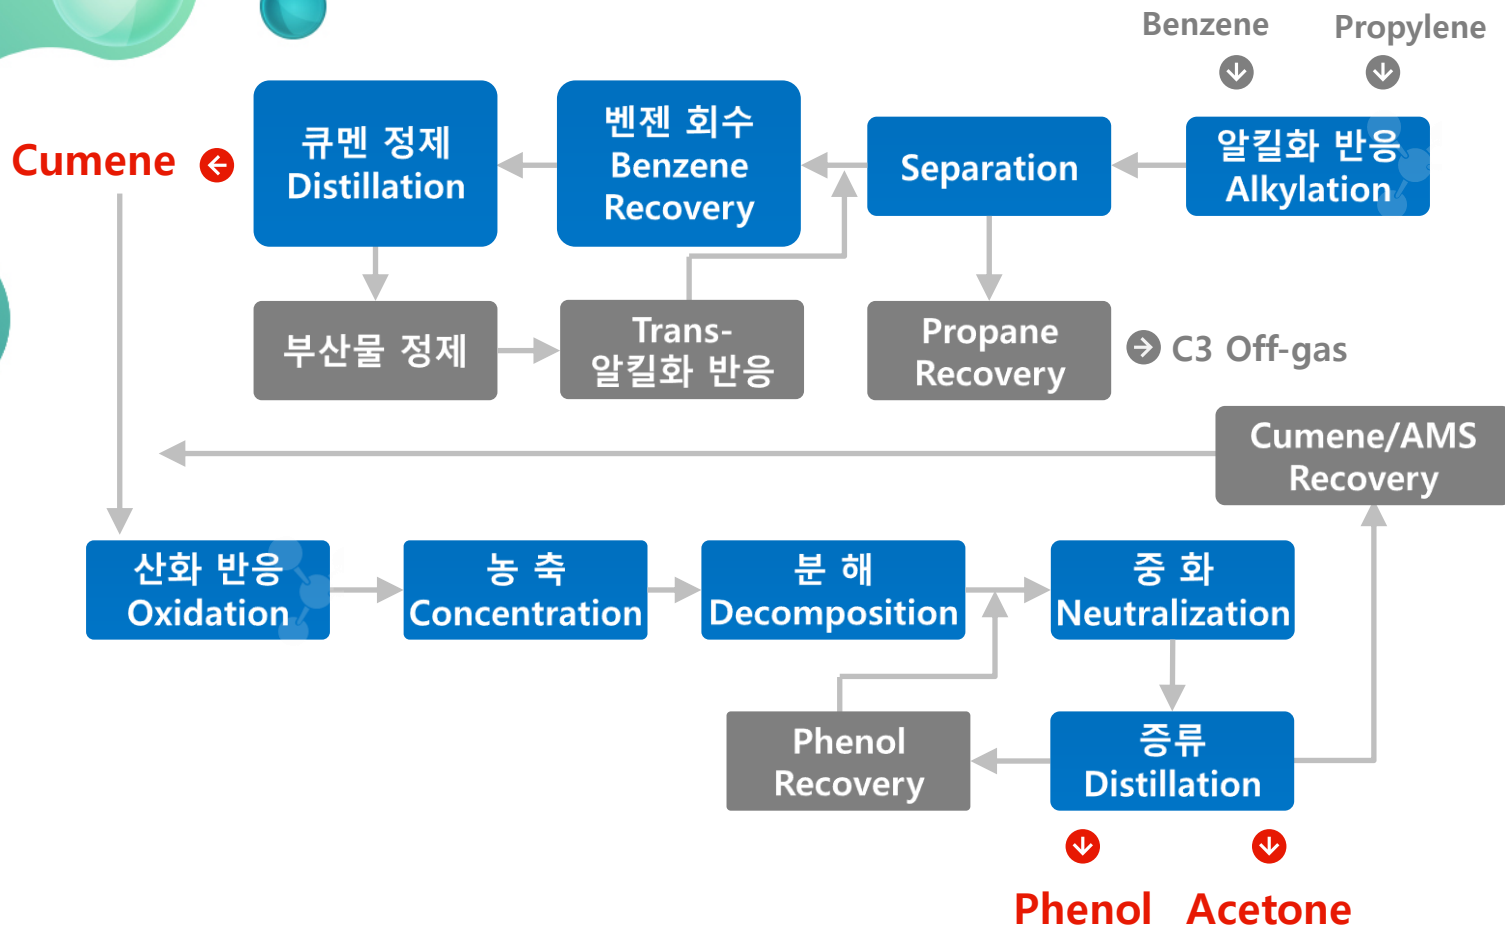 Benzene
Propylene
Cumene
큐멘 정제
Distillation
벤젠 회수
Benzene
Recovery
Separation
알킬화 반응
Alkylation
부산물 정제
Trans-
알킬화 반응
Propane
Recovery
C3 Off-gas
Cumene/AMS
Recovery
산화 반응
Oxidation
농 축
Concentration
분 해
Decomposition
중 화
Neutralization
Phenol
Recovery
증류
Distillation
Phenol
Acetone